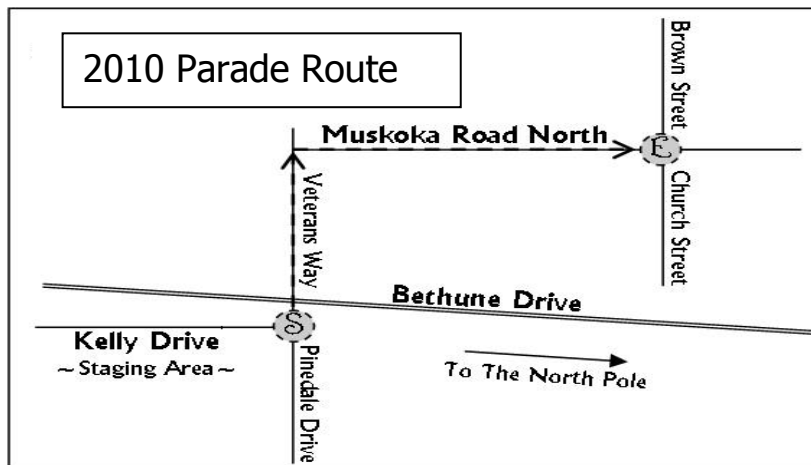 2010 Parade Route
Brown Street
Muskoka Road North
E
Church Street
Veterans Way
Bethune Drive
S
Kelly Drive
~Staging Area~
Pinedale Drive
To The North Pole